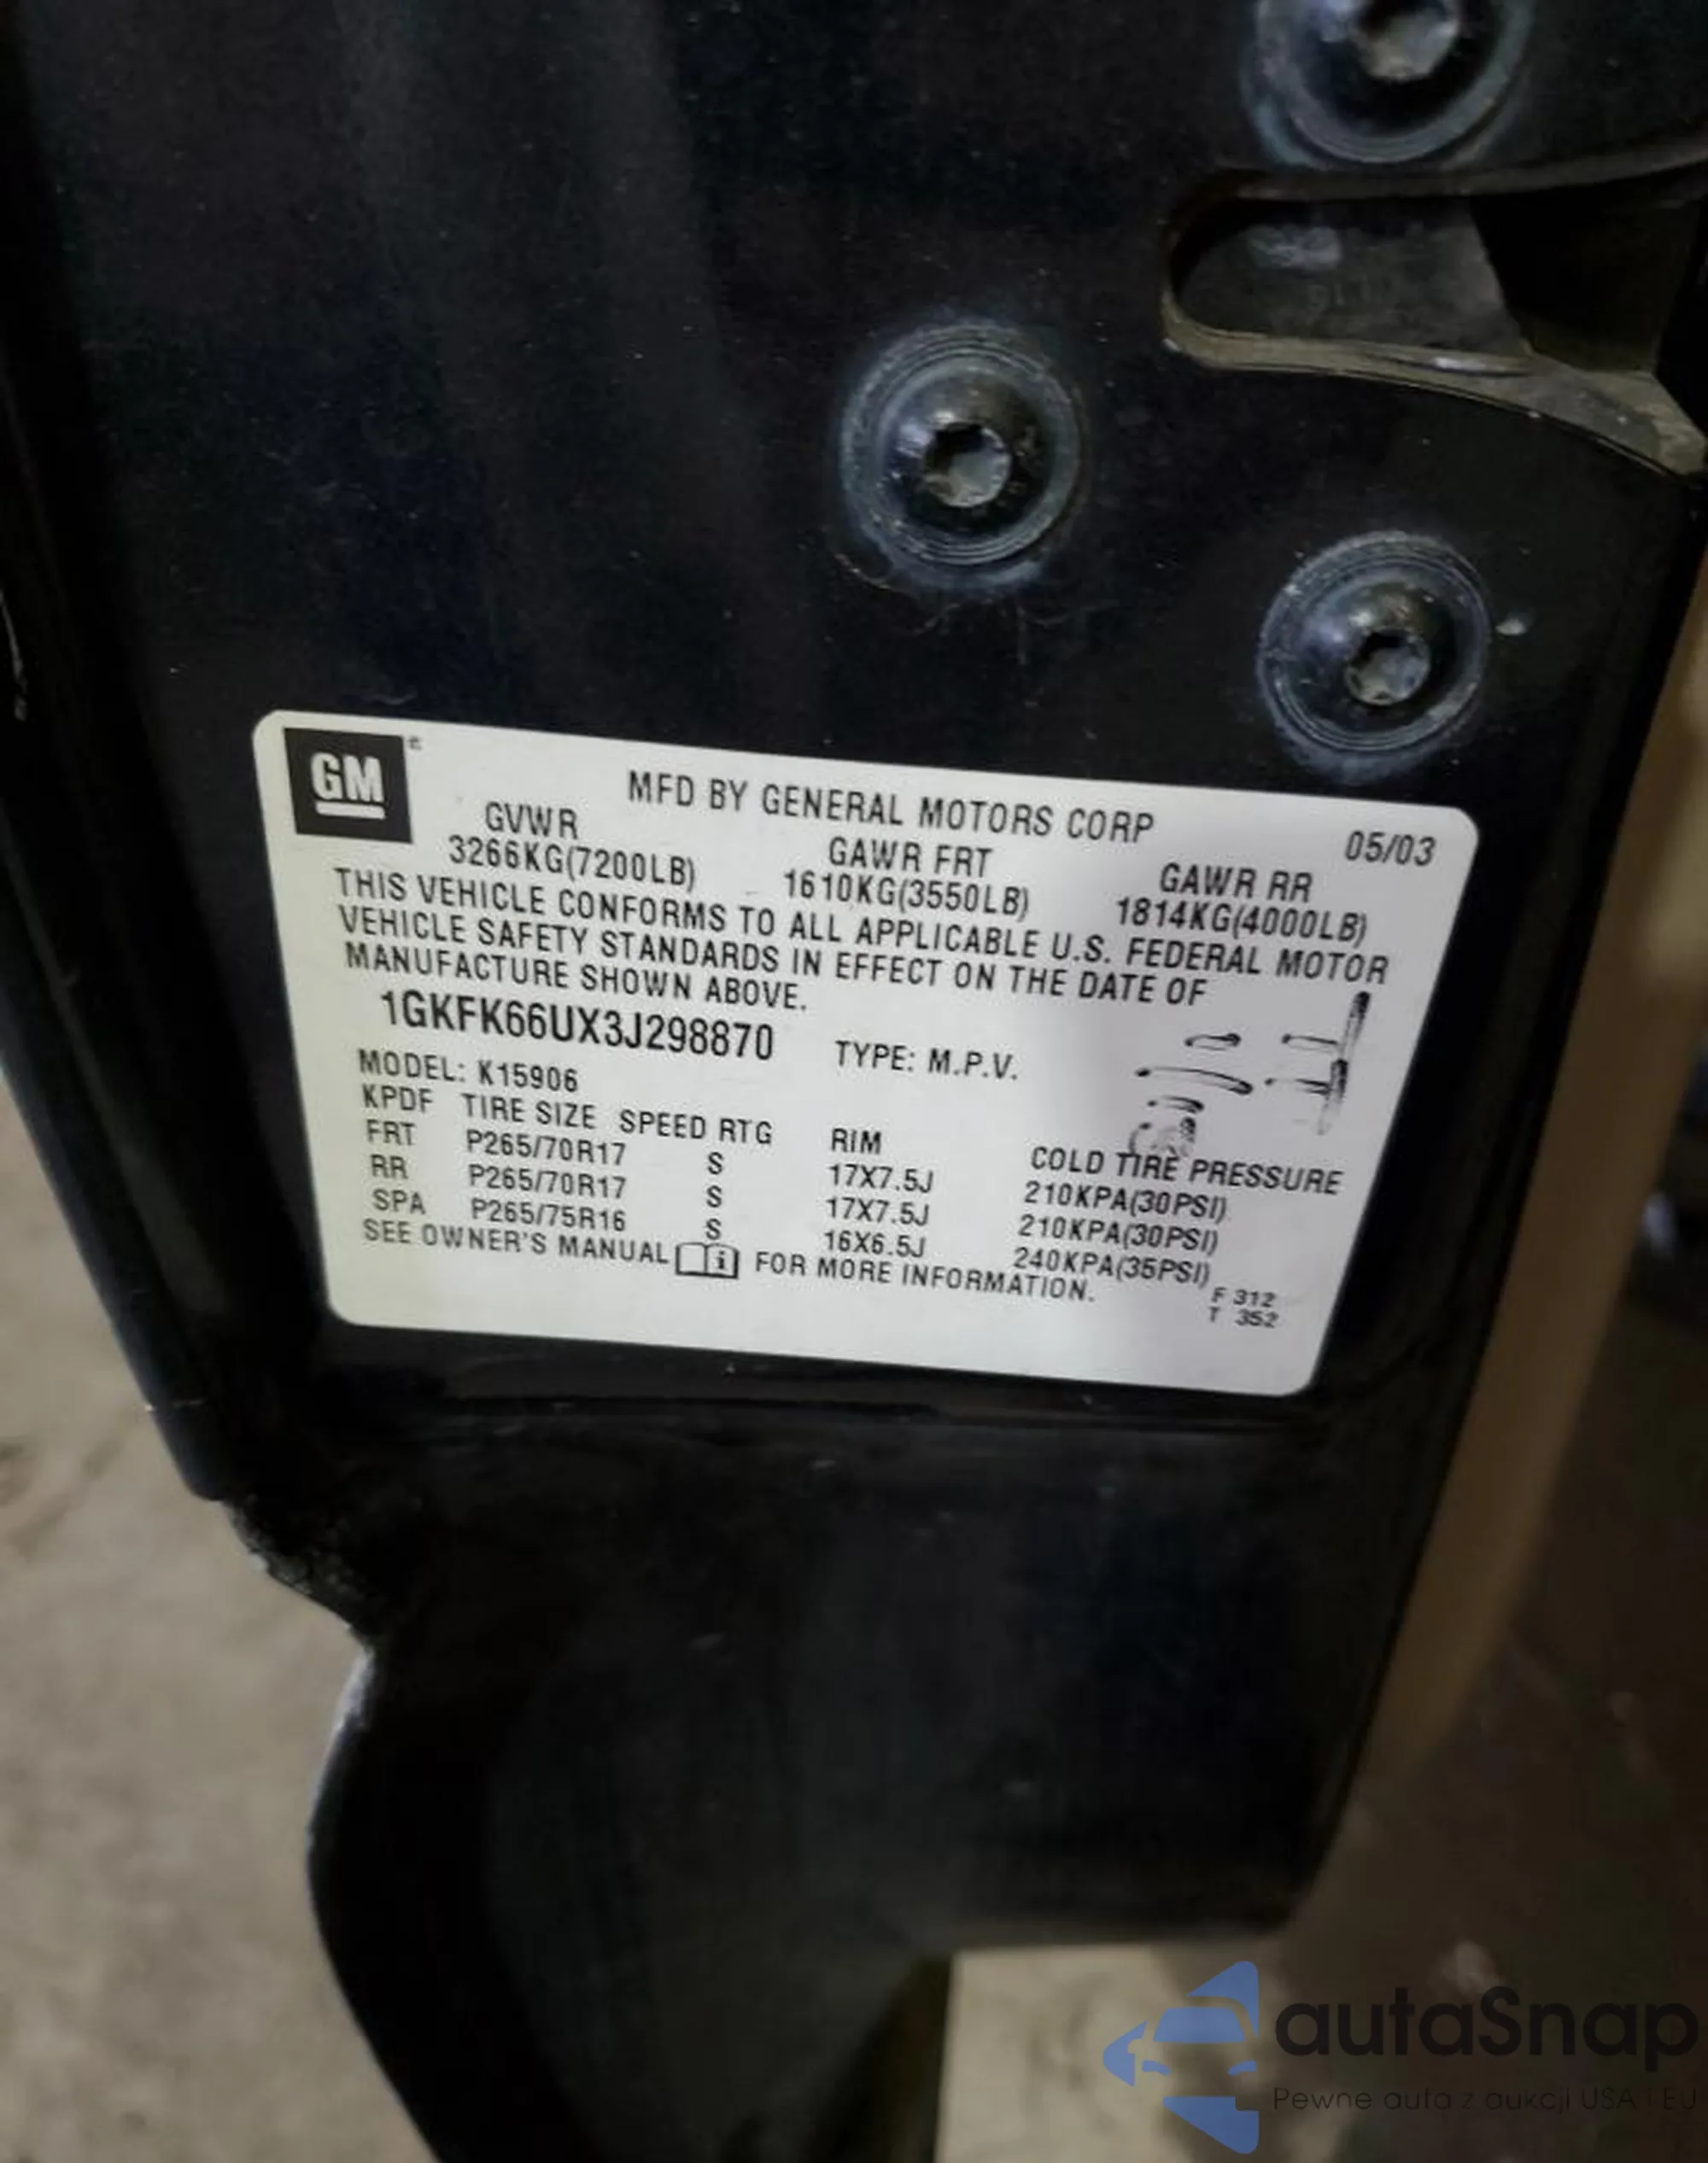 GM
MFD BY GENERAL MOTORS CORP 05/03
GVWR GAWR FRT GAWR RR
3266KG(7200LB) 1610KG(3550LB) 1814KG(4000LB)
THIS VEHICLE CONFORMS TO ALL APPLICABLE U.S. FEDERAL MOTOR
VEHICLE SAFETY STANDARDS IN EFFECT ON THE DATE OF
MANUFACTURE SHOWN ABOVE.
1GKFK66UX3J298870 TYPE: M.P.V.
MODEL: K15906
KPDF TIRE SIZE SPEED RTG RIM COLD TIRE PRESSURE
FRT P265/70R17 S 17X7.5J 210KPA(30PSI)
RR P265/70R17 S 17X7.5J 210KPA(30PSI)
SPA P265/75R16 S 16X6.5J 240KPA(35PSI)
SEE OWNER'S MANUAL FOR MORE INFORMATION.
F 312
T 352
autaSnap
Pewne auta z aukcji USA i EU